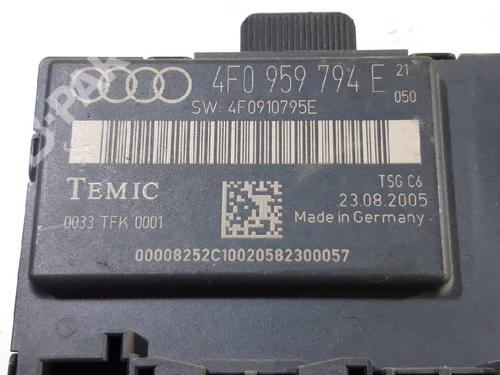 4F0 959 794 E 21
050
SW: 4F0910795E
TEMIC
TSG C6
23.08.2005
0033 TFK 0001
Made in Germany
00008252C10020582300057